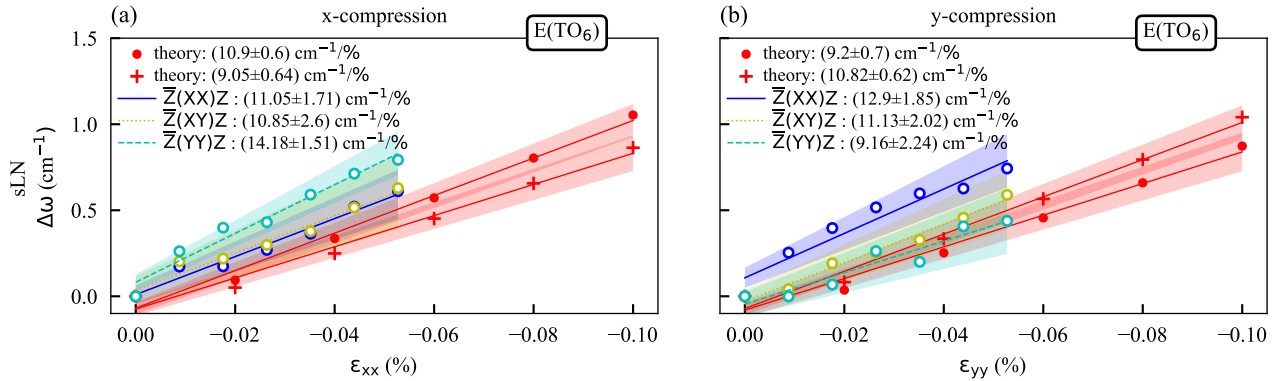 (a)
x-compression
E(TO₆)
theory: (10.9±0.6) cm⁻¹/%
theory: (9.05±0.64) cm⁻¹/%
Z̅(XX)Z : (11.05±1.71) cm⁻¹/%
Z̅(XY)Z : (10.85±2.6) cm⁻¹/%
Z̅(YY)Z : (14.18±1.51) cm⁻¹/%
sLN
Δω (cm⁻¹)
1.5
1.0
0.5
0.0
0.00 −0.02 −0.04 −0.06 −0.08 −0.10
εxx (%)
(b)
y-compression
E(TO₆)
theory: (9.2±0.7) cm⁻¹/%
theory: (10.82±0.62) cm⁻¹/%
Z̅(XX)Z : (12.9±1.85) cm⁻¹/%
Z̅(XY)Z : (11.13±2.02) cm⁻¹/%
Z̅(YY)Z : (9.16±2.24) cm⁻¹/%
0.00 −0.02 −0.04 −0.06 −0.08 −0.10
εyy (%)